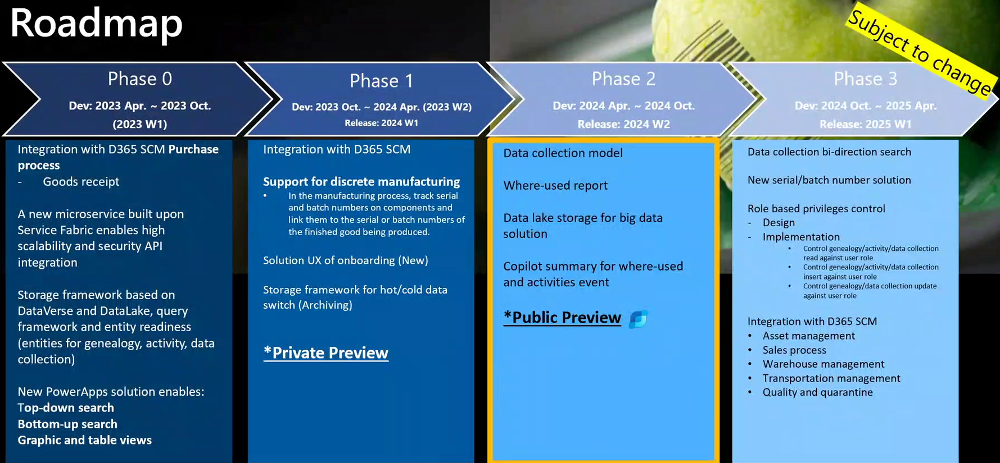 Roadmap
Subject to change
Phase 0
Dev: 2023 Apr. ~ 2023 Oct.
(2023 W1)
Integration with D365 SCM Purchase
process
- Goods receipt
A new microservice built upon
Service Fabric enables high
scalability and security API
integration
Storage framework based on
DataVerse and DataLake, query
framework and entity readiness
(entities for genealogy, activity, data
collection)
New PowerApps solution enables:
Top-down search
Bottom-up search
Graphic and table views
Phase 1
Dev: 2023 Oct. ~ 2024 Apr. (2023 W2)
Release: 2024 W1
Integration with D365 SCM
Support for discrete manufacturing
• In the manufacturing process, track serial
and batch numbers on components and
link them to the serial or batch numbers of
the finished good being produced.
Solution UX of onboarding (New)
Storage framework for hot/cold data
switch (Archiving)
*Private Preview
Phase 2
Dev: 2024 Apr. ~ 2024 Oct.
Release: 2024 W2
Data collection model
Where-used report
Data lake storage for big data
solution
Copilot summary for where-used
and activities event
*Public Preview
Phase 3
Dev: 2024 Oct. ~ 2025 Apr.
Release: 2025 W1
Data collection bi-direction search
New serial/batch number solution
Role based privileges control
- Design
- Implementation
• Control genealogy/activity/data collection
read against user role
• Control genealogy/activity/data collection
insert against user role
• Control genealogy/data collection update
against user role
Integration with D365 SCM
• Asset management
• Sales process
• Warehouse management
• Transportation management
• Quality and quarantine